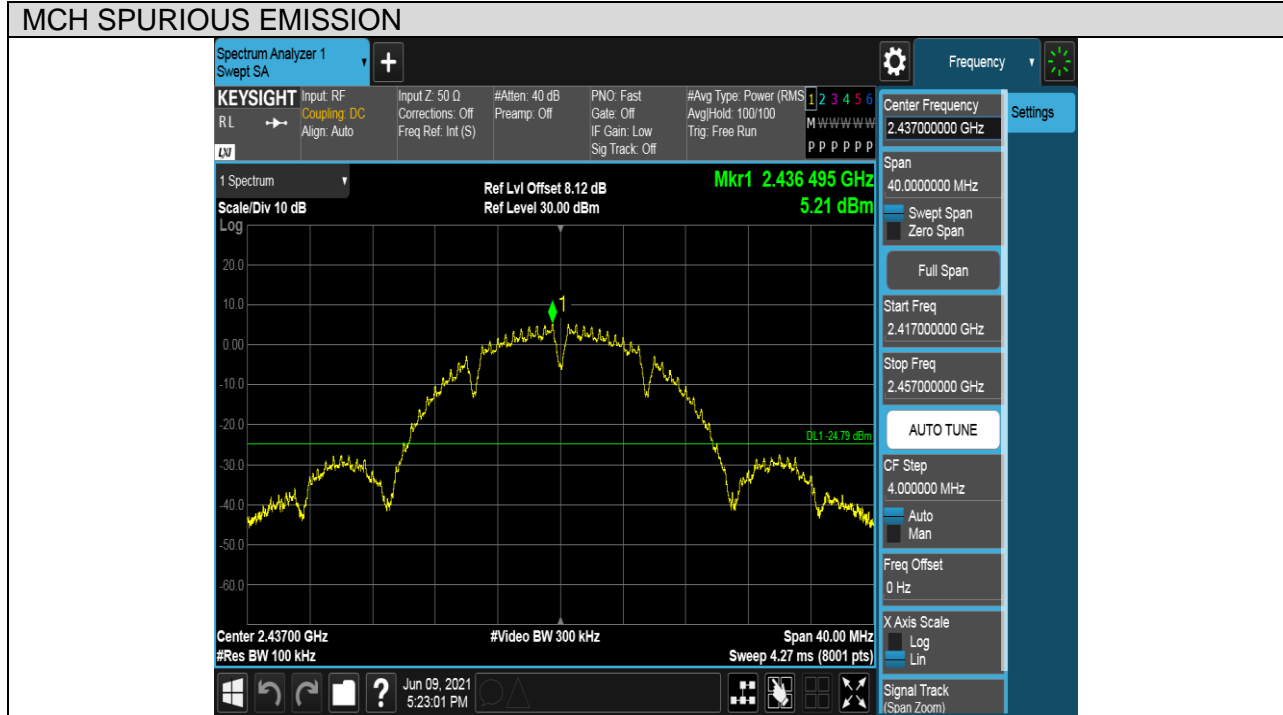 MCH SPURIOUS EMISSION
Spectrum Analyzer 1
Swept SA
Frequency
KEYSIGHT
RL
LXI
Input: RF
Coupling: DC
Align: Auto
Input Z: 50 Ω
Corrections: Off
Freq Ref: Int (S)
#Atten: 40 dB
Preamp: Off
PNO: Fast
Gate: Off
IF Gain: Low
Sig Track: Off
#Avg Type: Power (RMS
Avg|Hold: 100/100
Trig: Free Run
1 2 3 4 5 6
M W W W W W
P P P P P P
1 Spectrum
Scale/Div 10 dB
Ref Lvl Offset 8.12 dB
Ref Level 30.00 dBm
Mkr1 2.436 495 GHz
5.21 dBm
Log
20.0
10.0
0.00
-10.0
-20.0
-30.0
-40.0
-50.0
-60.0
1
DL1 -24.79 dBm
Center 2.43700 GHz
#Res BW 100 kHz
#Video BW 300 kHz
Span 40.00 MHz
Sweep 4.27 ms (8001 pts)
Jun 09, 2021
5:23:01 PM
Center Frequency
2.437000000 GHz
Settings
Span
40.0000000 MHz
Swept Span
Zero Span
Full Span
Start Freq
2.417000000 GHz
Stop Freq
2.457000000 GHz
AUTO TUNE
CF Step
4.000000 MHz
Auto
Man
Freq Offset
0 Hz
X Axis Scale
Log
Lin
Signal Track
(Span Zoom)